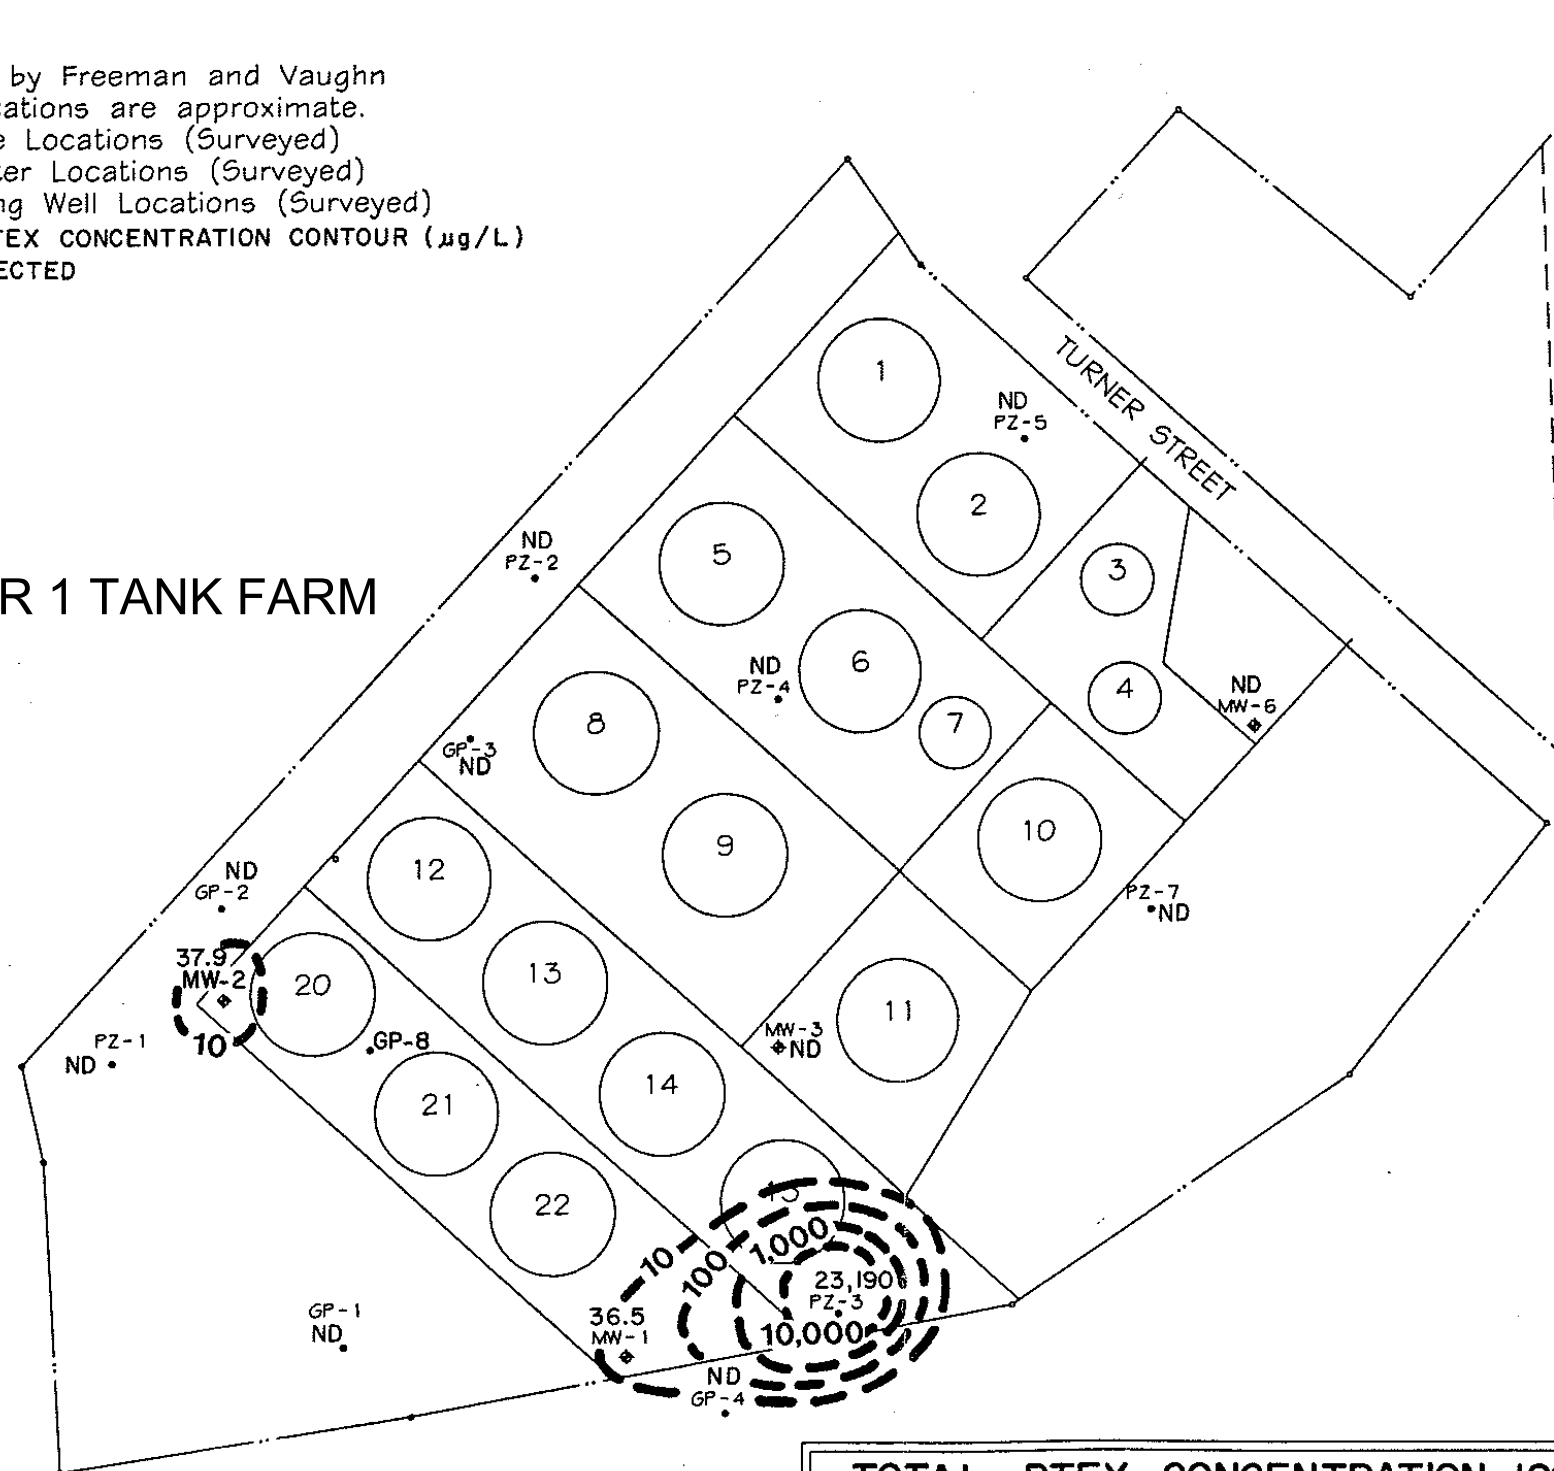 by Freeman and Vaughn
ations are approximate.
e Locations (Surveyed)
er Locations (Surveyed)
ng Well Locations (Surveyed)
TEX CONCENTRATION CONTOUR (µg/L)
ECTED
R 1 TANK FARM
TURNER STREET
1
ND
PZ-5
2
3
4
ND
MW-6
5
ND
PZ-2
6
ND
PZ-4
7
8
GP-3
ND
9
10
PZ-7
ND
11
MW-3
ND
12
13
14
15
ND
GP-2
37.9
MW-2
10
20
PZ-1
ND
GP-8
21
22
10
100
1,000
23,190
PZ-3
10,000
36.5
MW-1
ND
GP-4
GP-1
ND
TOTAL BTEX CONCENTRATION